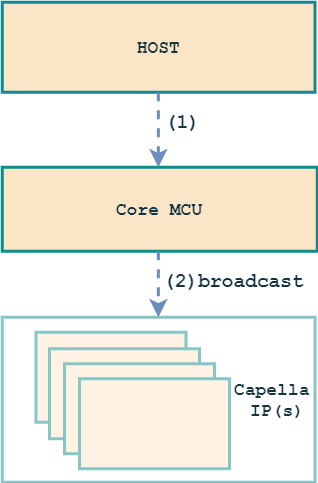 HOST
(1)
Core MCU
(2)broadcast
Capella
IP(s)